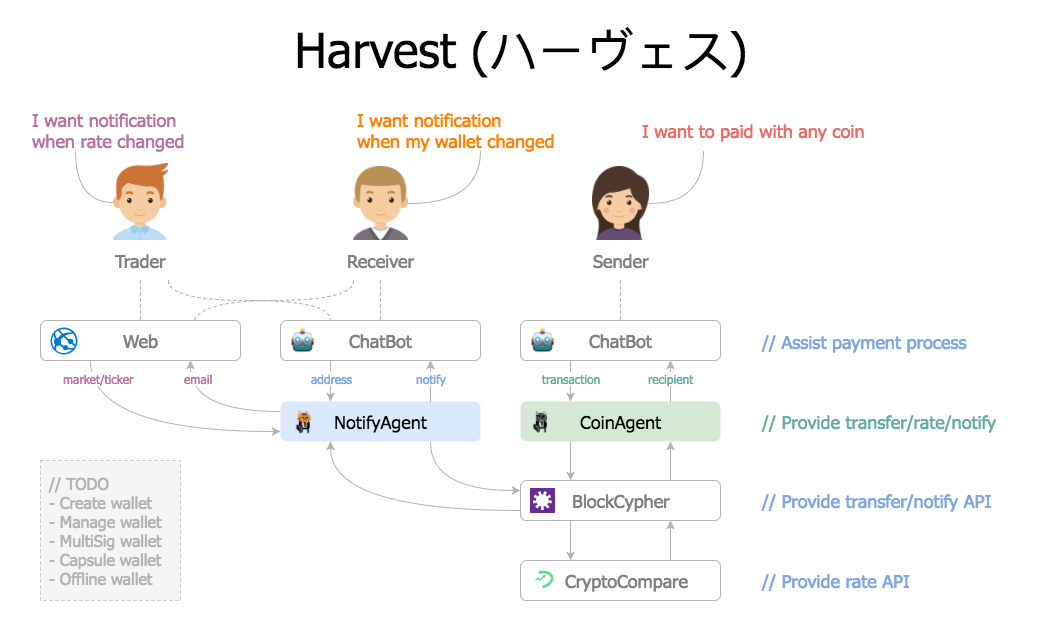 Harvest (ハーヴェス)
I want notification
when rate changed
I want notification
when my wallet changed
I want to paid with any coin
Trader
Receiver
Sender
Web
ChatBot
ChatBot
// Assist payment process
market/ticker
email
address
notify
transaction
recipient
NotifyAgent
CoinAgent
// Provide transfer/rate/notify
// TODO
- Create wallet
- Manage wallet
- MultiSig wallet
- Capsule wallet
- Offline wallet
BlockCypher
// Provide transfer/notify API
CryptoCompare
// Provide rate API